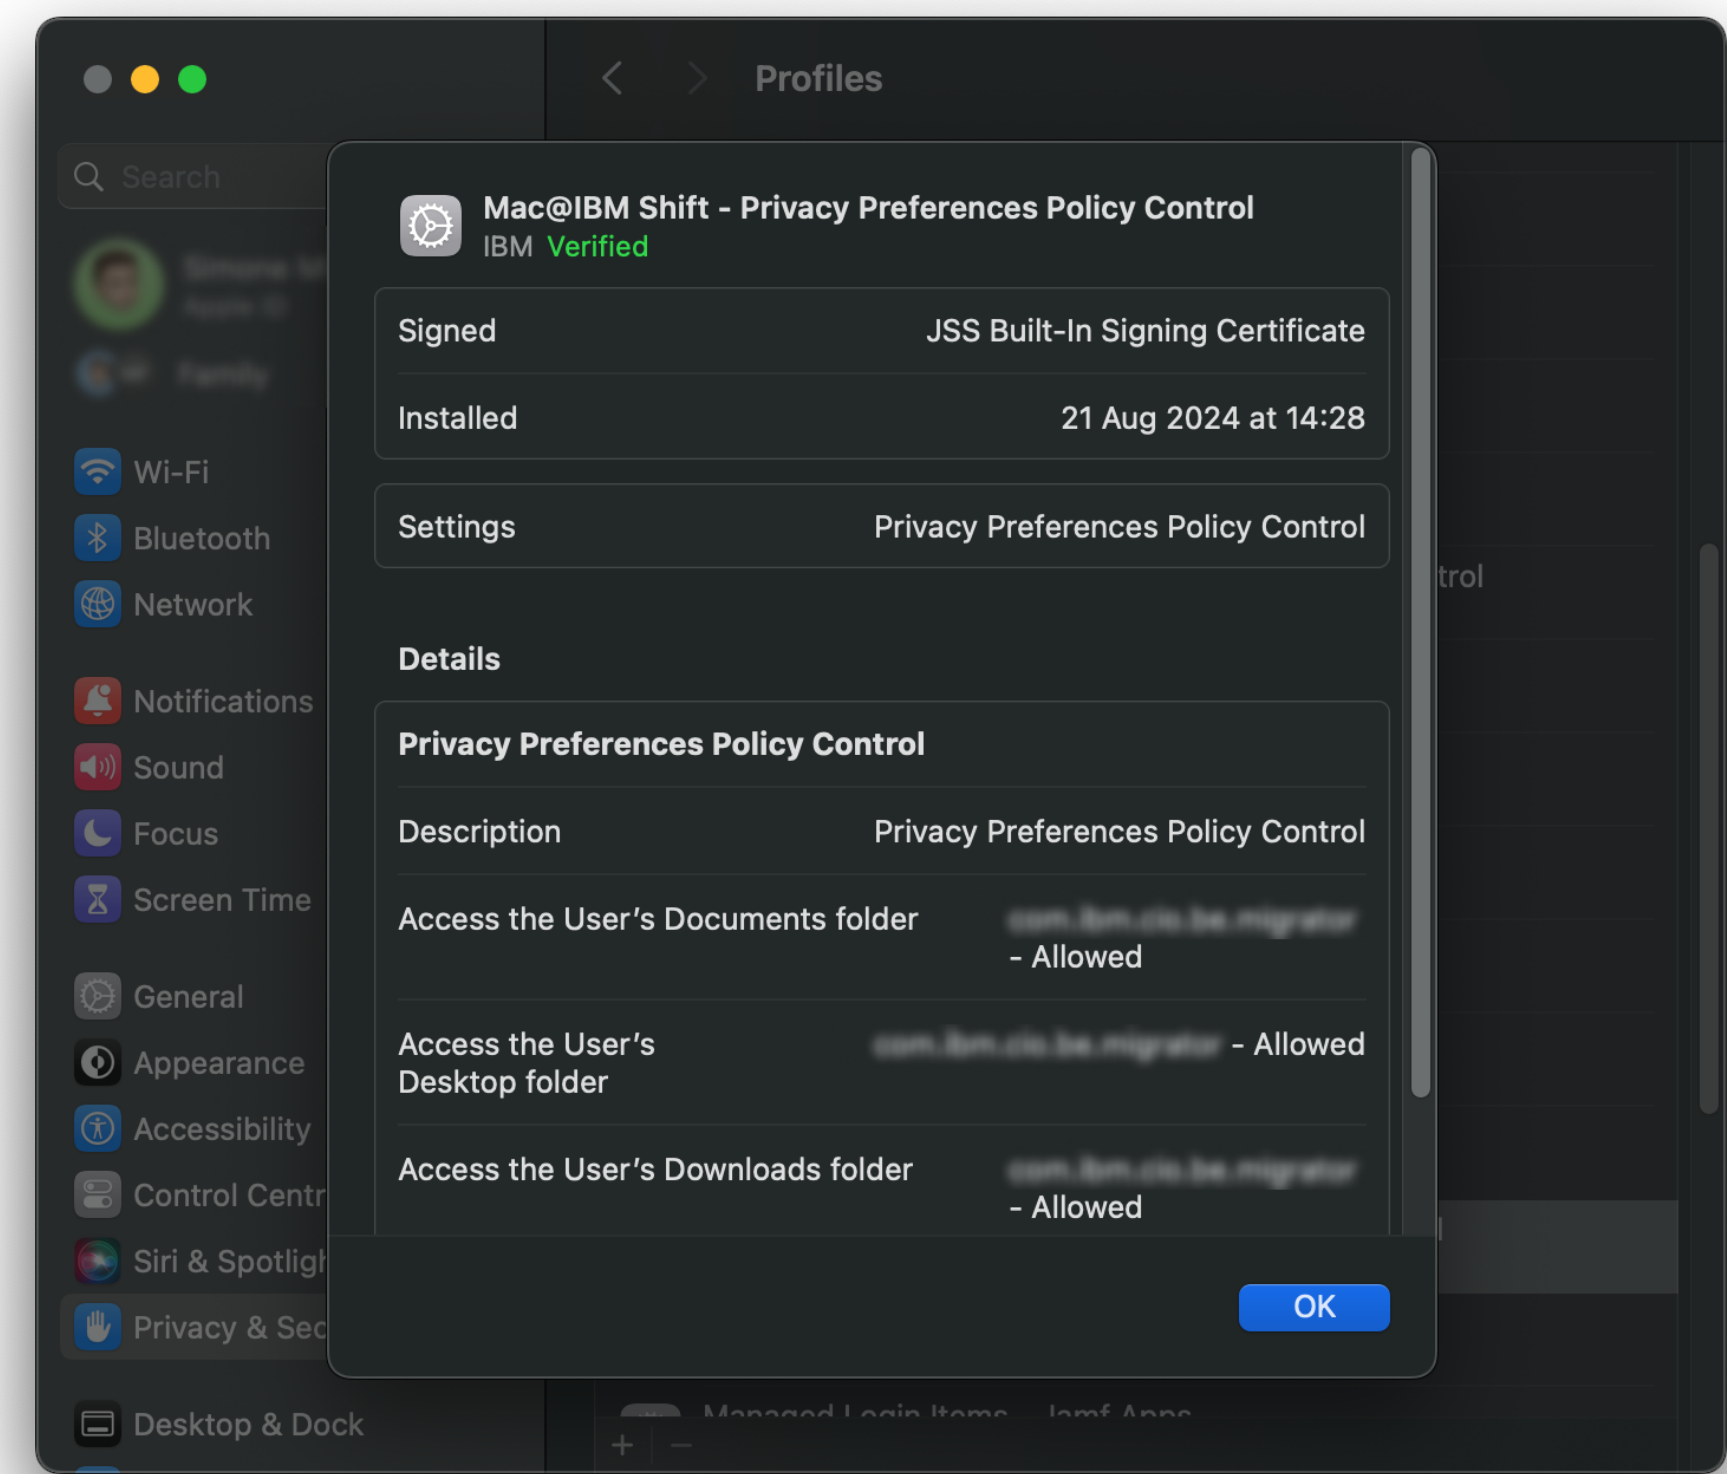 Profiles
Search
Wi-Fi
Bluetooth
Network
Notifications
Sound
Focus
Screen Time
General
Appearance
Accessibility
Control Centr
Siri & Spotligh
Privacy & Sec
Desktop & Dock
Mac@IBM Shift - Privacy Preferences Policy Control
IBM Verified
Signed JSS Built-In Signing Certificate
Installed 21 Aug 2024 at 14:28
Settings Privacy Preferences Policy Control
Details
Privacy Preferences Policy Control
Description Privacy Preferences Policy Control
Access the User’s Documents folder
- Allowed
Access the User’s - Allowed
Desktop folder
Access the User’s Downloads folder
- Allowed
OK
trol
Managed Login Items - Jamf Apps